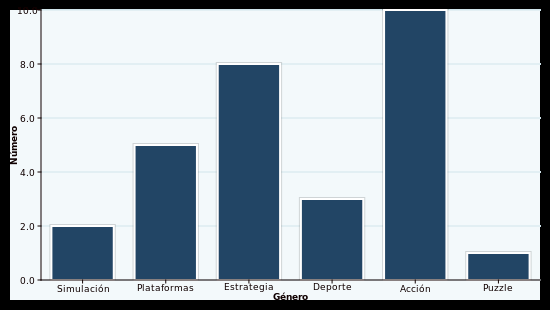 10.0
8.0
6.0
4.0
2.0
0.0
Número
Simulación Plataformas Estrategia Deporte Acción Puzzle
Género